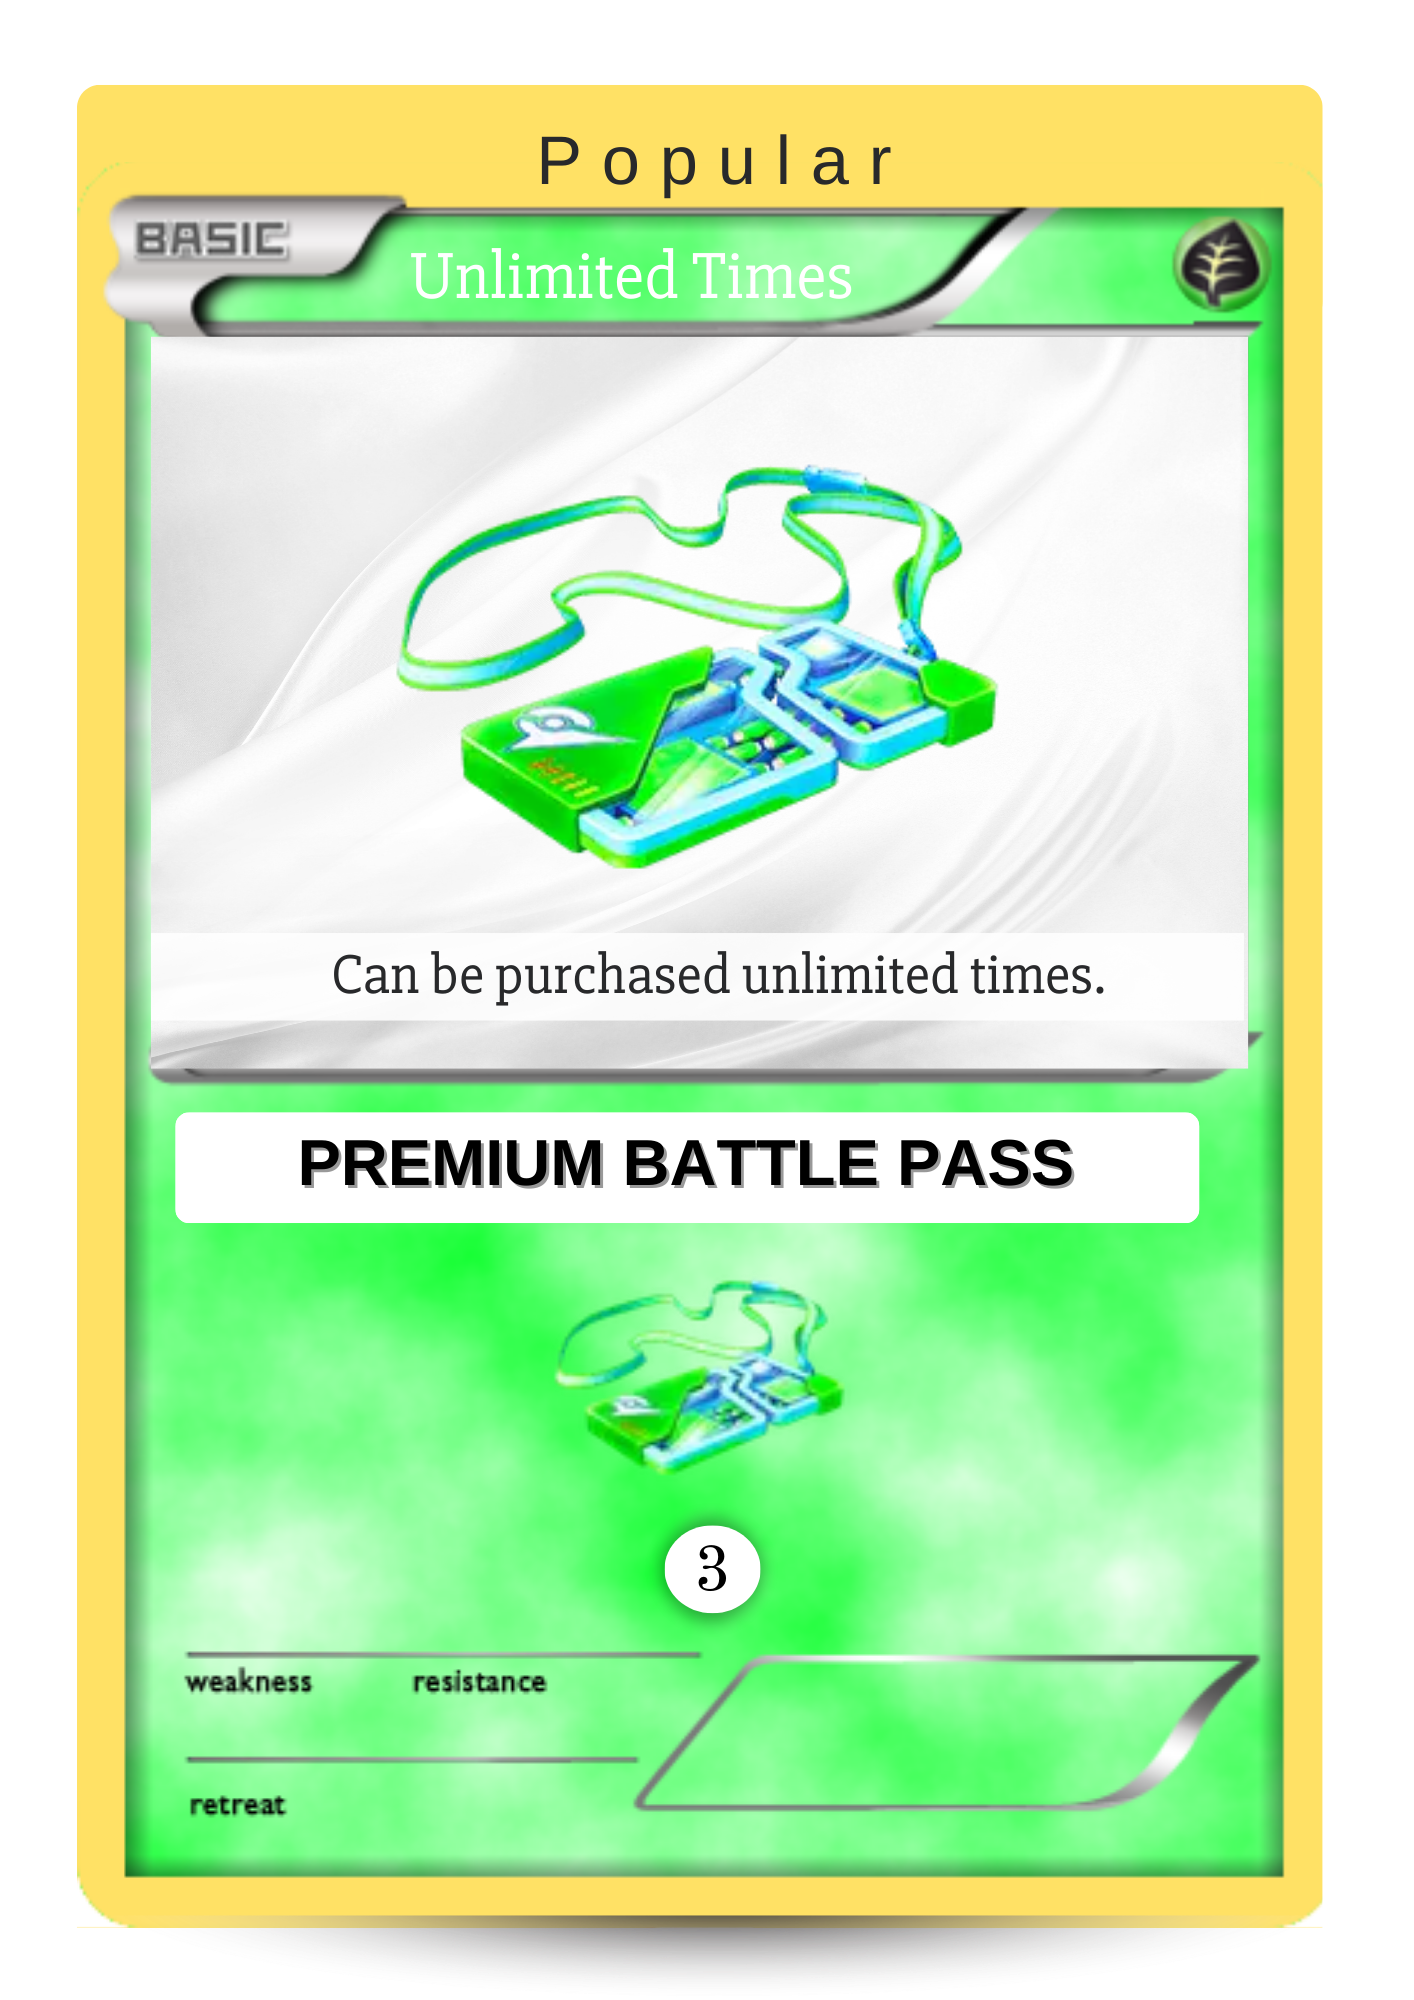 Popular
BASIC
Unlimited Times
Can be purchased unlimited times.
PREMIUM BATTLE PASS
3
weakness resistance
retreat